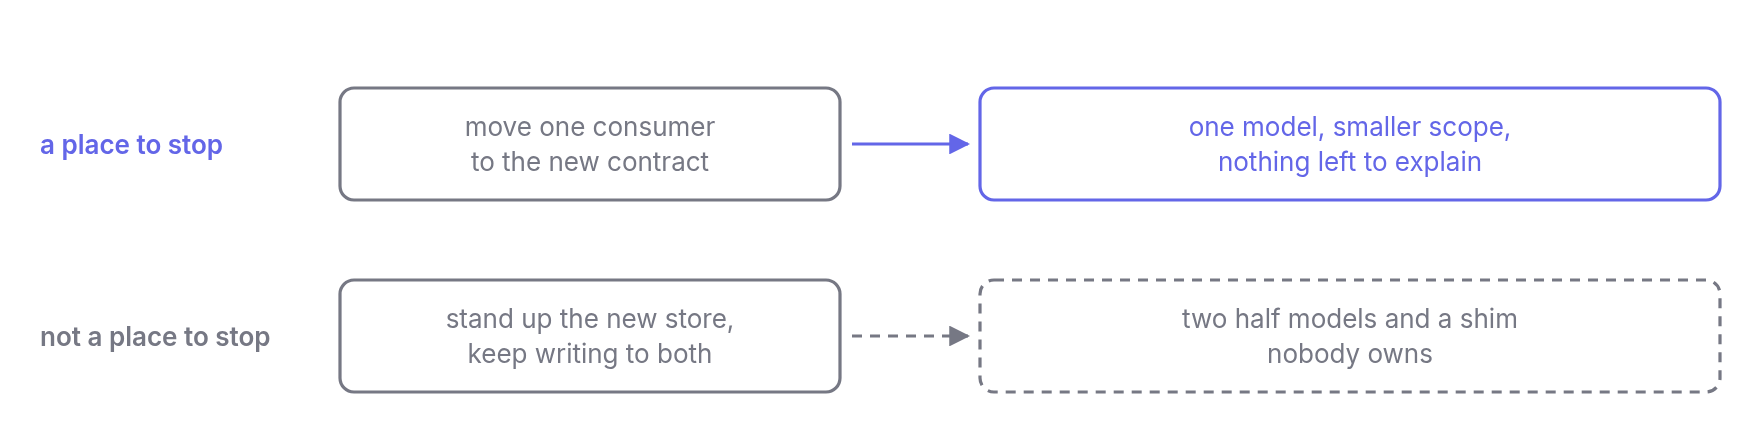 a place to stop
move one consumer
to the new contract
one model, smaller scope,
nothing left to explain
not a place to stop
stand up the new store,
keep writing to both
two half models and a shim
nobody owns